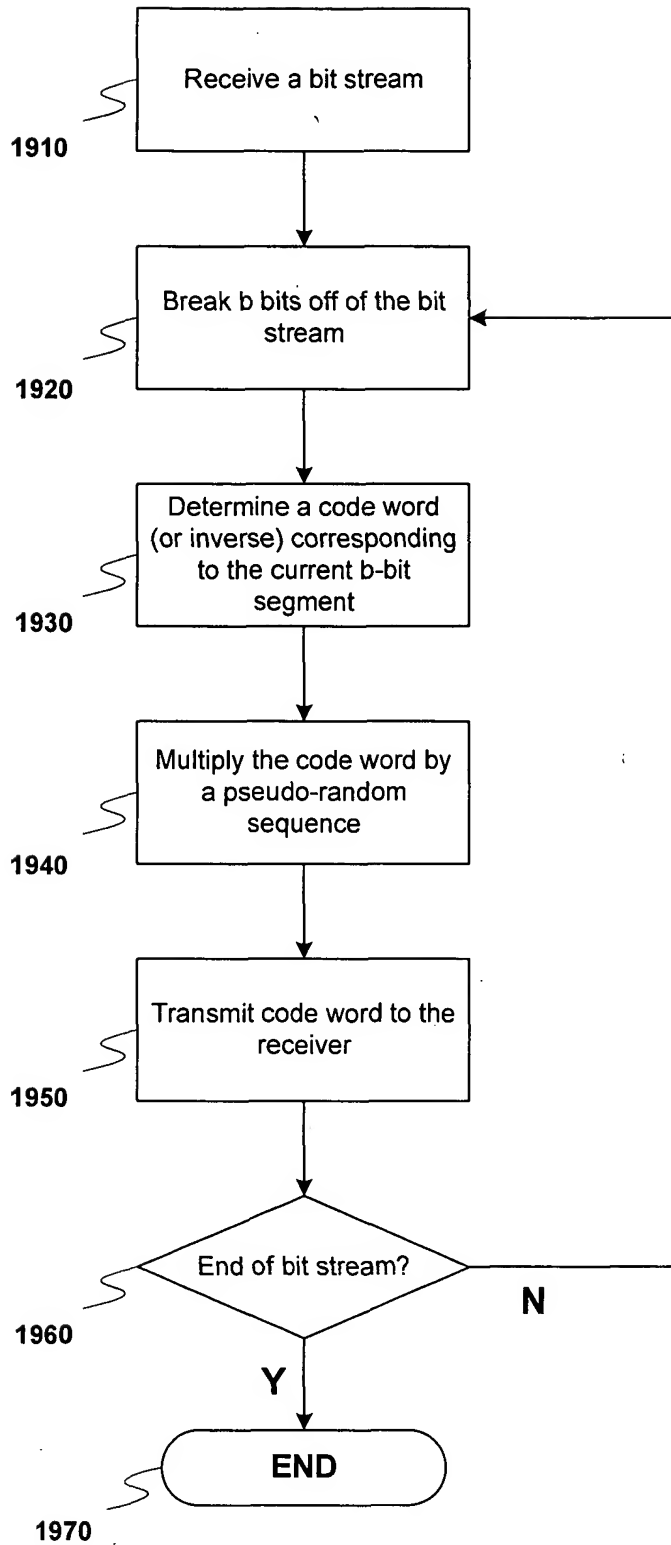 Receive a bit stream
1910
Break b bits off of the bit
stream
1920
Determine a code word
(or inverse) corresponding
to the current b-bit
segment
1930
Multiply the code word by
a pseudo-random
sequence
1940
Transmit code word to the
receiver
1950
End of bit stream?
N
1960
Y
END
1970